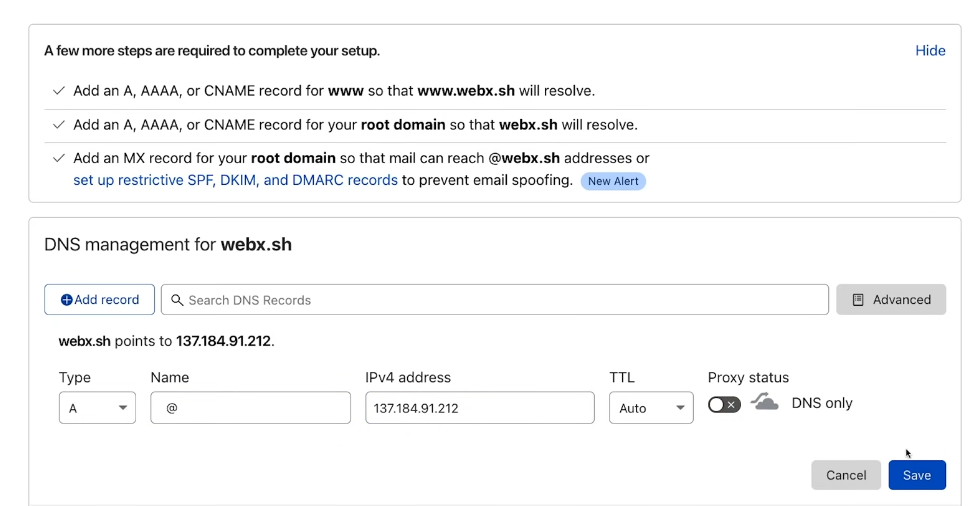 A few more steps are required to complete your setup.
Hide
Add an A, AAAA, or CNAME record for www so that www.webx.sh will resolve.
Add an A, AAAA, or CNAME record for your root domain so that webx.sh will resolve.
Add an MX record for your root domain so that mail can reach @webx.sh addresses or
set up restrictive SPF, DKIM, and DMARC records to prevent email spoofing. New Alert
DNS management for webx.sh
Add record
Search DNS Records
Advanced
webx.sh points to 137.184.91.212.
Type Name IPv4 address TTL Proxy status
A @ 137.184.91.212 Auto DNS only
Cancel Save